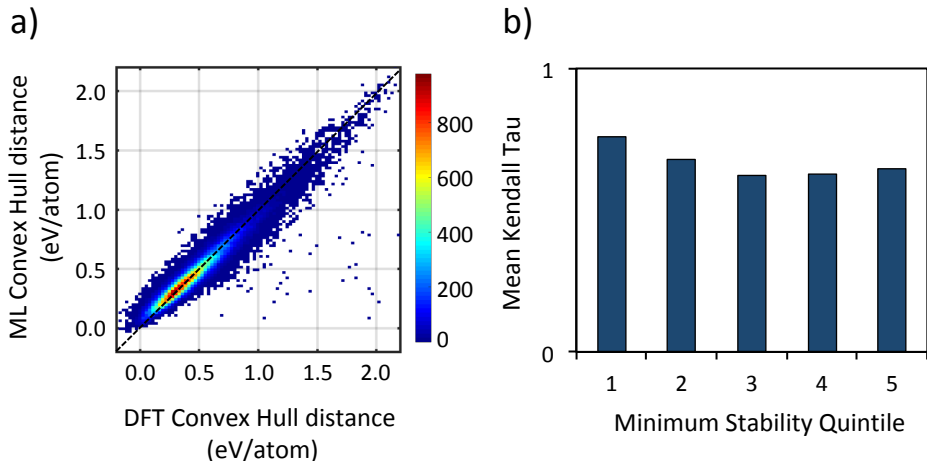 a)
ML Convex Hull distance
(eV/atom)
2.0
1.5
1.0
0.5
0.0
0.0 0.5 1.0 1.5 2.0
DFT Convex Hull distance
(eV/atom)
800
600
400
200
0
b)
Mean Kendall Tau
1
0
1 2 3 4 5
Minimum Stability Quintile